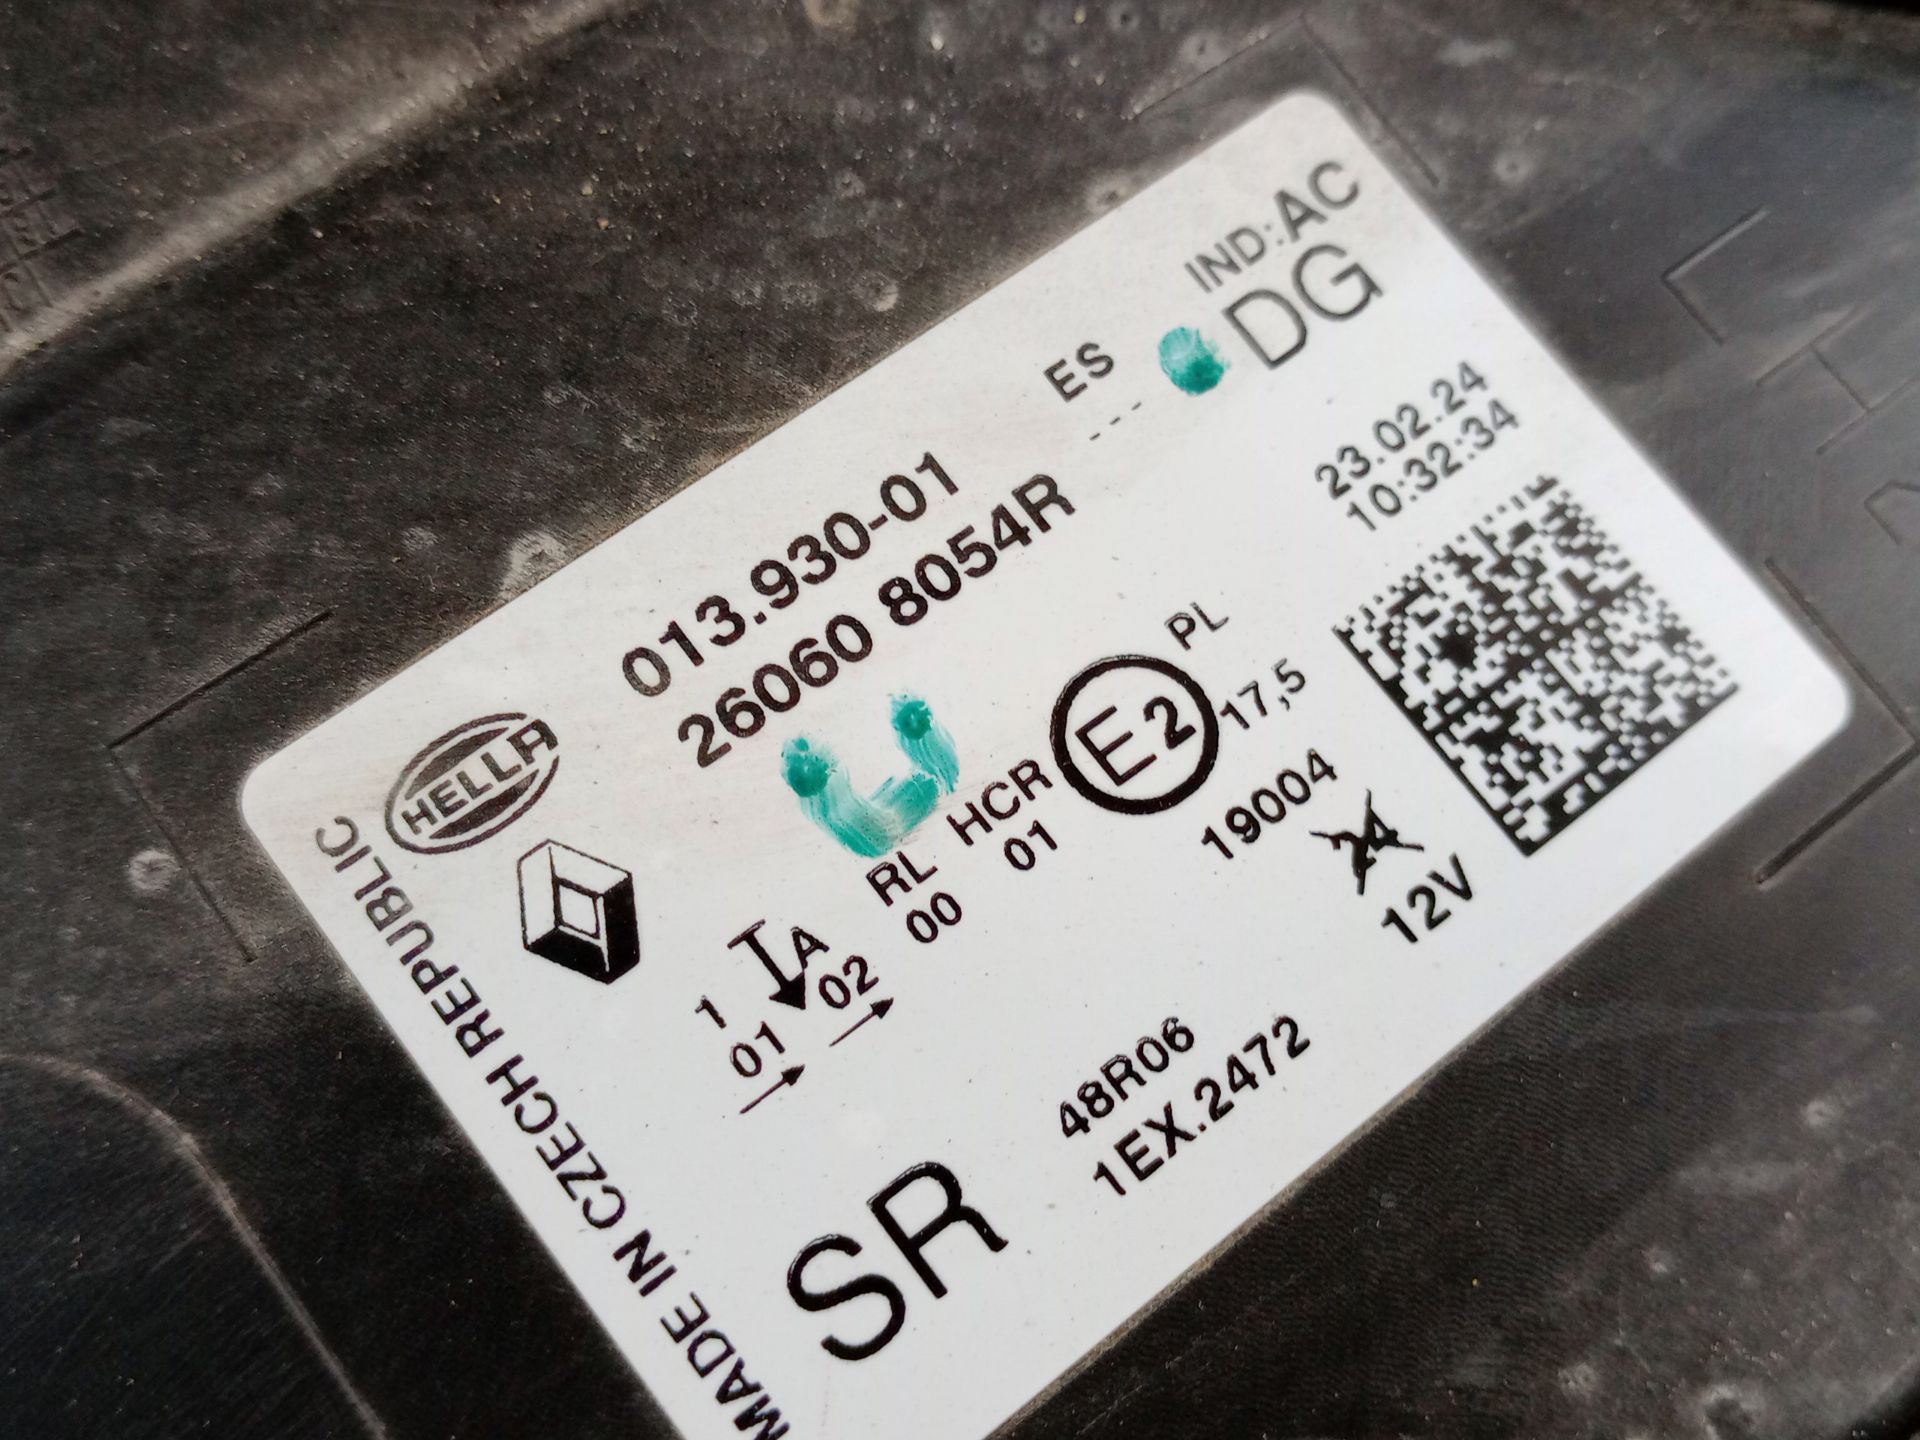 IND:AC
DG
ES
---
013.930-01
26060 8054R
23.02.24
10:32:34
HELLA
1
01
A
02
RL
00
HCR
01
E2
PL
17,5
19004
24
12V
48R06
1EX.2472
SR
MADE IN CZECH REPUBLIC